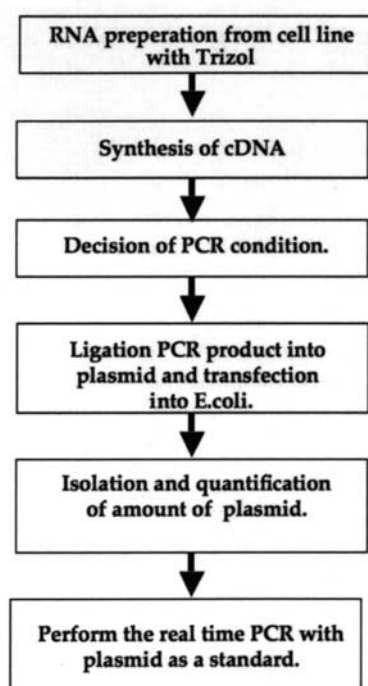 RNA preperation from cell line
with Trizol
Synthesis of cDNA
Decision of PCR condition.
Ligation PCR product into
plasmid and transfection
into E.coli.
Isolation and quantification
of amount of plasmid.
Perform the real time PCR with
plasmid as a standard.